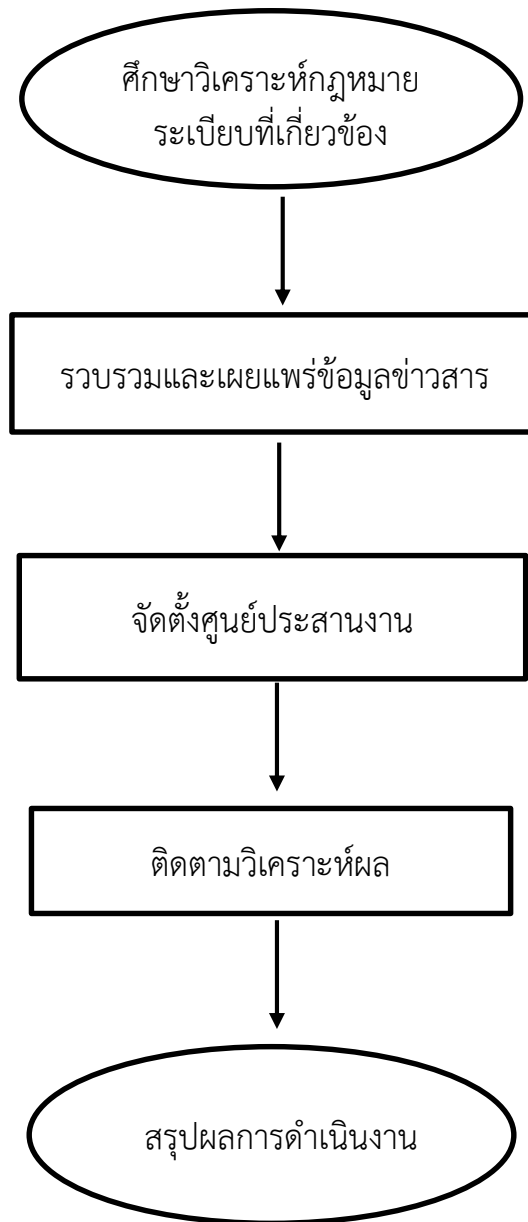 ศึกษาวิเคราะห์กฎหมาย
ระเบียบที่เกี่ยวข้อง
รวบรวมและเผยแพร่ข้อมูลข่าวสาร
จัดตั้งศูนย์ประสานงาน
ติดตามวิเคราะห์ผล
สรุปผลการดำเนินงาน